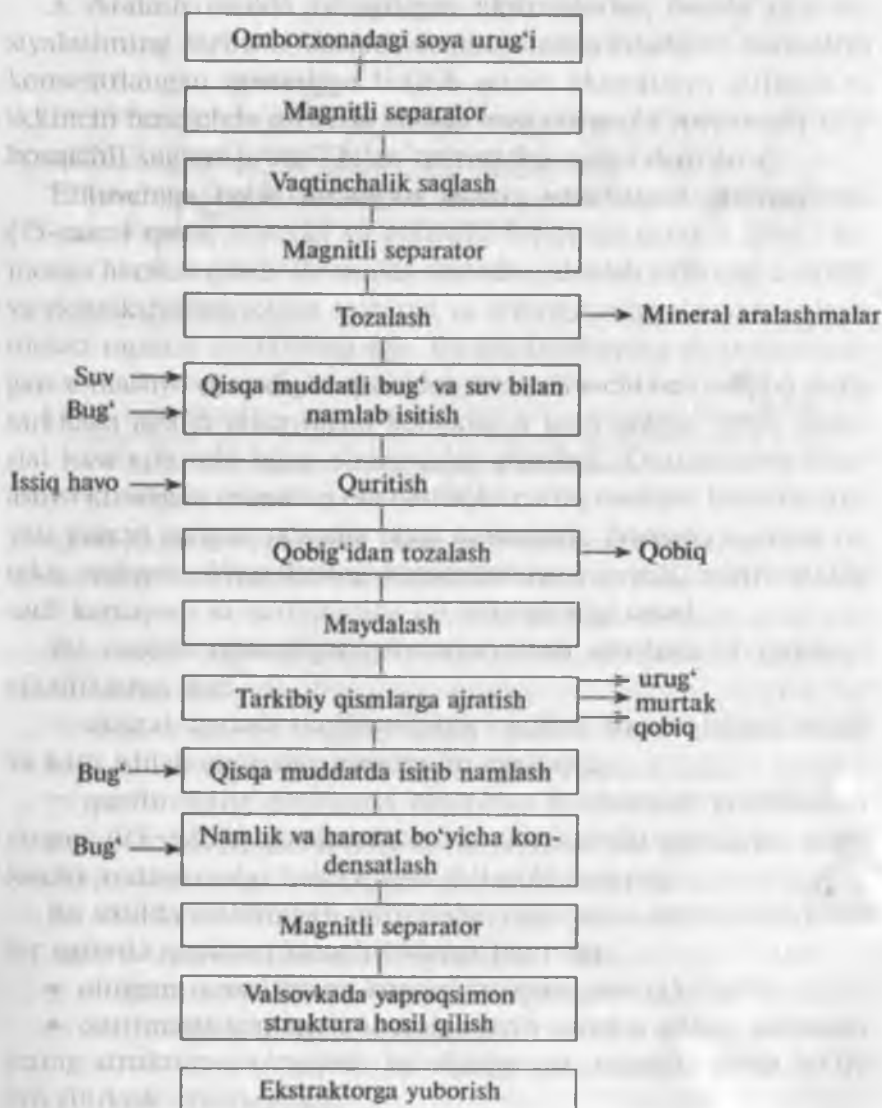 Omborxonadagi soya urug‘i
Magnitli separator
Vaqtinchalik saqlash
Magnitli separator
Tozalash
Mineral aralashmalar
Suv
Bug‘
Qisqa muddatli bug‘ va suv bilan
namlab isitish
Issiq havo
Quritish
Qobig‘idan tozalash
Qobiq
Maydalash
Tarkibiy qismlarga ajratish
urug‘
murtak
qobiq
Bug‘
Qisqa muddatda isitib namlash
Bug‘
Namlik va harorat bo‘yicha kon-
densatlash
Magnitli separator
Valsovkada yaproqsimon
struktura hosil qilish
Ekstraktorga yuborish